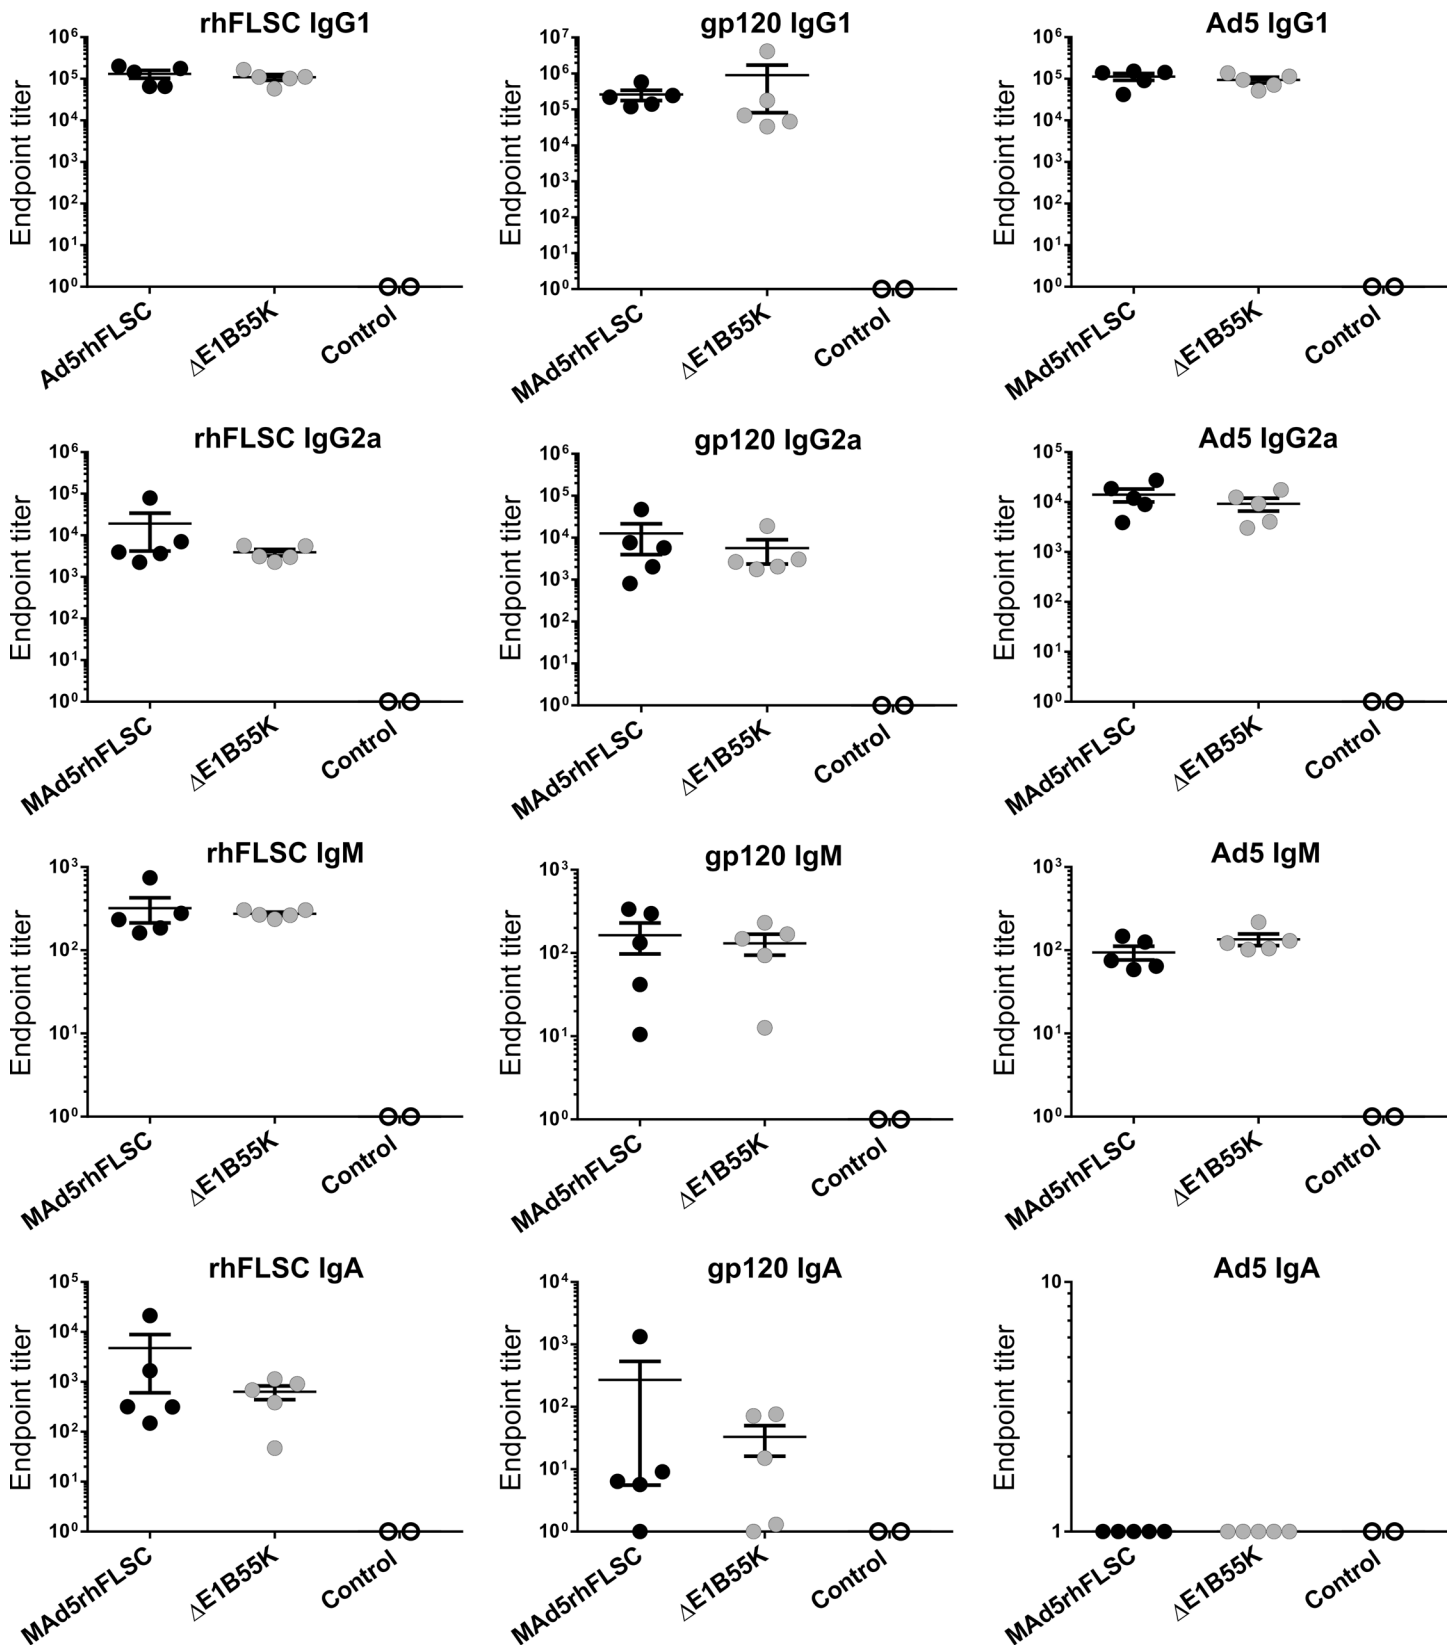 rhFLSC IgG1
Endpoint titer
10⁶
10⁵
10⁴
10³
10²
10¹
10⁰
Ad5rhFLSC
ΔE1B55K
Control
gp120 IgG1
Endpoint titer
10⁷
10⁶
10⁵
10⁴
10³
10²
10¹
10⁰
MAd5rhFLSC
ΔE1B55K
Control
Ad5 IgG1
Endpoint titer
10⁶
10⁵
10⁴
10³
10²
10¹
10⁰
MAd5rhFLSC
ΔE1B55K
Control
rhFLSC IgG2a
Endpoint titer
10⁶
10⁵
10⁴
10³
10²
10¹
10⁰
MAd5rhFLSC
ΔE1B55K
Control
gp120 IgG2a
Endpoint titer
10⁶
10⁵
10⁴
10³
10²
10¹
10⁰
MAd5rhFLSC
ΔE1B55K
Control
Ad5 IgG2a
Endpoint titer
10⁵
10⁴
10³
10²
10¹
10⁰
MAd5rhFLSC
ΔE1B55K
Control
rhFLSC IgM
Endpoint titer
10³
10²
10¹
10⁰
MAd5rhFLSC
ΔE1B55K
Control
gp120 IgM
Endpoint titer
10³
10²
10¹
10⁰
MAd5rhFLSC
ΔE1B55K
Control
Ad5 IgM
Endpoint titer
10³
10²
10¹
10⁰
MAd5rhFLSC
ΔE1B55K
Control
rhFLSC IgA
Endpoint titer
10⁵
10⁴
10³
10²
10¹
10⁰
MAd5rhFLSC
ΔE1B55K
Control
gp120 IgA
Endpoint titer
10⁴
10³
10²
10¹
10⁰
MAd5rhFLSC
ΔE1B55K
Control
Ad5 IgA
Endpoint titer
10
1
MAd5rhFLSC
ΔE1B55K
Control